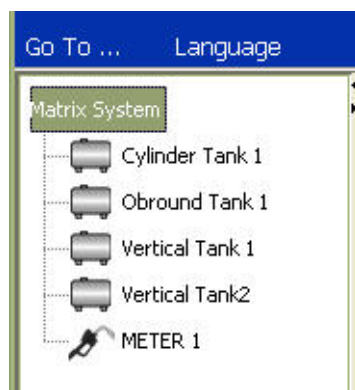 Go To ... Language
Matrix System
Cylinder Tank 1
Obround Tank 1
Vertical Tank 1
Vertical Tank2
METER 1